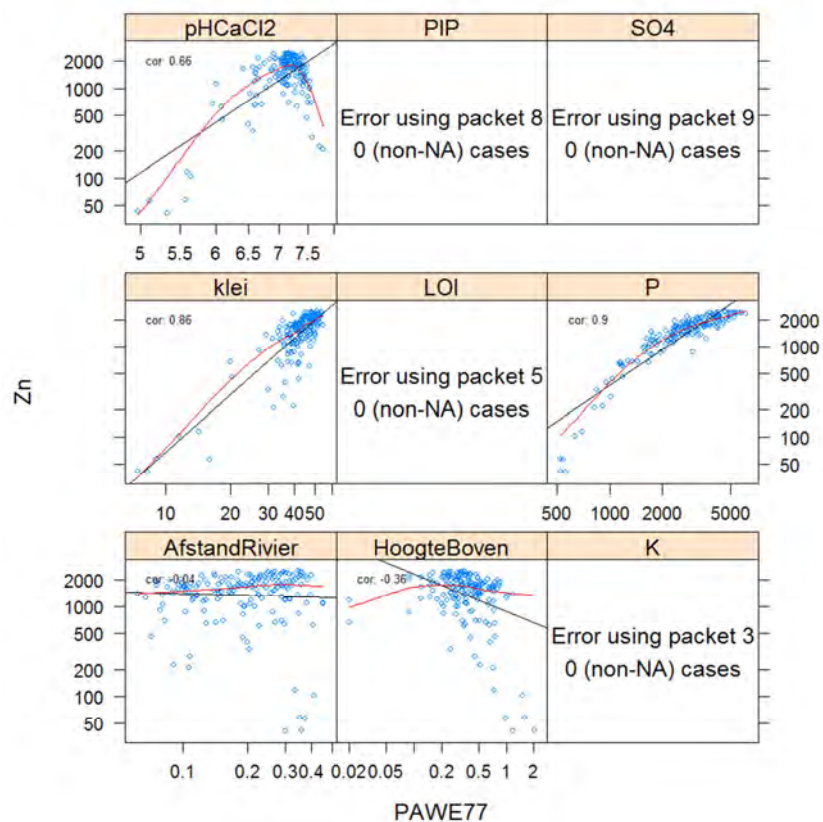 pHCaCl2 PIP SO4
cor: 0.66
2000
1000
500
200
100
50
Error using packet 8
0 (non-NA) cases
Error using packet 9
0 (non-NA) cases
5 5.5 6 6.5 7 7.5
klei LOI P
cor: 0.86
Error using packet 5
0 (non-NA) cases
cor: 0.9
2000
1000
500
200
100
50
10 20 30 40 50
500 1000 2000 5000
Zn
AfstandRivier HoogteBoven K
cor: -0.04
cor: -0.36
2000
1000
500
200
100
50
Error using packet 3
0 (non-NA) cases
0.1 0.2 0.3 0.4
0.02 0.05 0.2 0.5 1 2
PAWE77